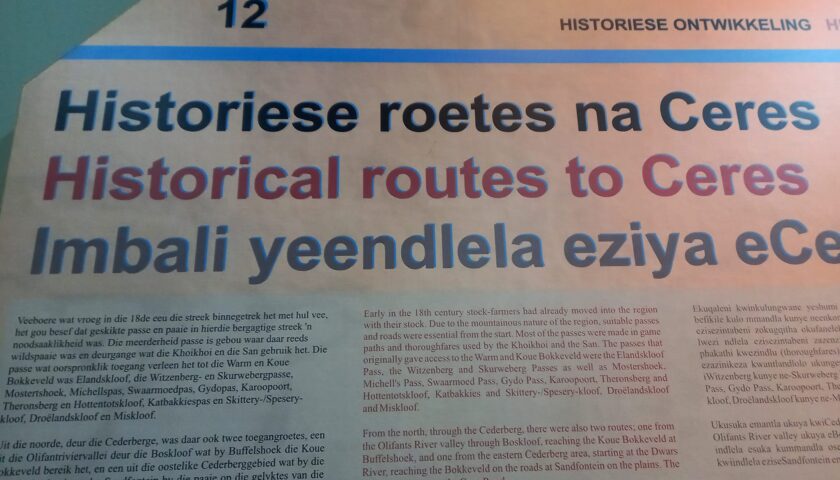 12
HISTORIESE ONTWIKKELING
Historiese roetes na Ceres
Historical routes to Ceres
Imbali yeendlela eziya eCe
Veeboere wat vroeg in die 18de eeu die streek binnegetrek het met hul vee,
het gou besef dat geskikte passe en paaie in hierdie bergagtige streek 'n
noodsaaklikheid was. Die meerderheid passe is gebou waar daar reeds
wildspaaie was en deurgange wat die Khoikhoi en die San gebruik het. Die
passe wat oorspronklik toegang verleen het tot die Warm en Koue
Bokkeveld was Elandskloof, die Witzenberg- en Skurwebergpasse,
Mostertshoek, Michellspas, Swaarmoedpas, Gydopas, Karoopoort,
Theronsberg en Hottentotskloof, Katbakkiespas en Skittery-/Spesery-
kloof, Droëlandskloof en Miskloof.
Uit die noorde, deur die Cederberge, was daar ook twee toegangroetes, een
uit die Olifantriviervallei deur die Boskloof wat by Buffelshoek die Koue
Bokkeveld bereik het, en een uit die oostelike Cederberggebied wat by die
Early in the 18th century stock-farmers had already moved into the region
with their stock. Due to the mountainous nature of the region, suitable passes
and roads were essential from the start. Most of the passes were made in game
paths and thoroughfares used by the Khoikhoi and the San. The passes that
originally gave access to the Warm and Koue Bokkeveld were the Elandskloof
Pass, the Witzenberg and Skurweberg Passes as well as Mostershoek,
Michell's Pass, Swaarmoed Pass, Gydo Pass, Karoopoort, Theronsberg and
Hottentotskloof, Katbakkies and Skittery-/Spesery-kloof, Droëlandskloof
and Miskloof.
From the north, through the Cederberg, there were also two routes; one from
the Olifants River valley through Boskloof, reaching the Koue Bokkeveld at
Buffelshoek, and one from the eastern Cederberg area, starting at the Dwars
River, reaching the Bokkeveld on the roads at Sandfontein on the plains. The
Ekuqaleni kwinkulungwane yeshumi
befikile kulo mmandla kunye
ezisezintabeni zokuqutha okufanela
lwezi ndlela ezisezintabeni zazenz
phakathi kwezindlu (thoroughfares)
ezazinikeza kwantlandlolo ukungen
iWitzenberg kunye ne-Skurweberg
Pass, Gydo Pass, Karoopoort, The
kloof, Droëlandskloof kunye ne-M
Ukusuka emantla ukuya kwiCed
Olifants River valley ukuya eB
indlela esuka kummandla ose
kwiindlela eziseSandfontein en